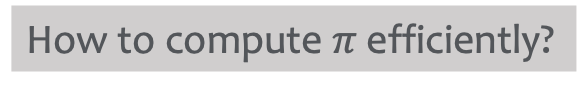 How to compute π efficiently?